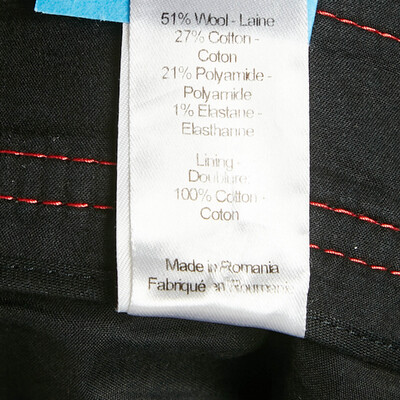 51% Wool - Laine
27% Cotton -
Coton
21% Polyamide -
Polyamide
1% Elastane -
Elasthanne
Lining -
Doublure
100% Cotton -
Coton
Made in Romania
Fabriqué en Roumanie